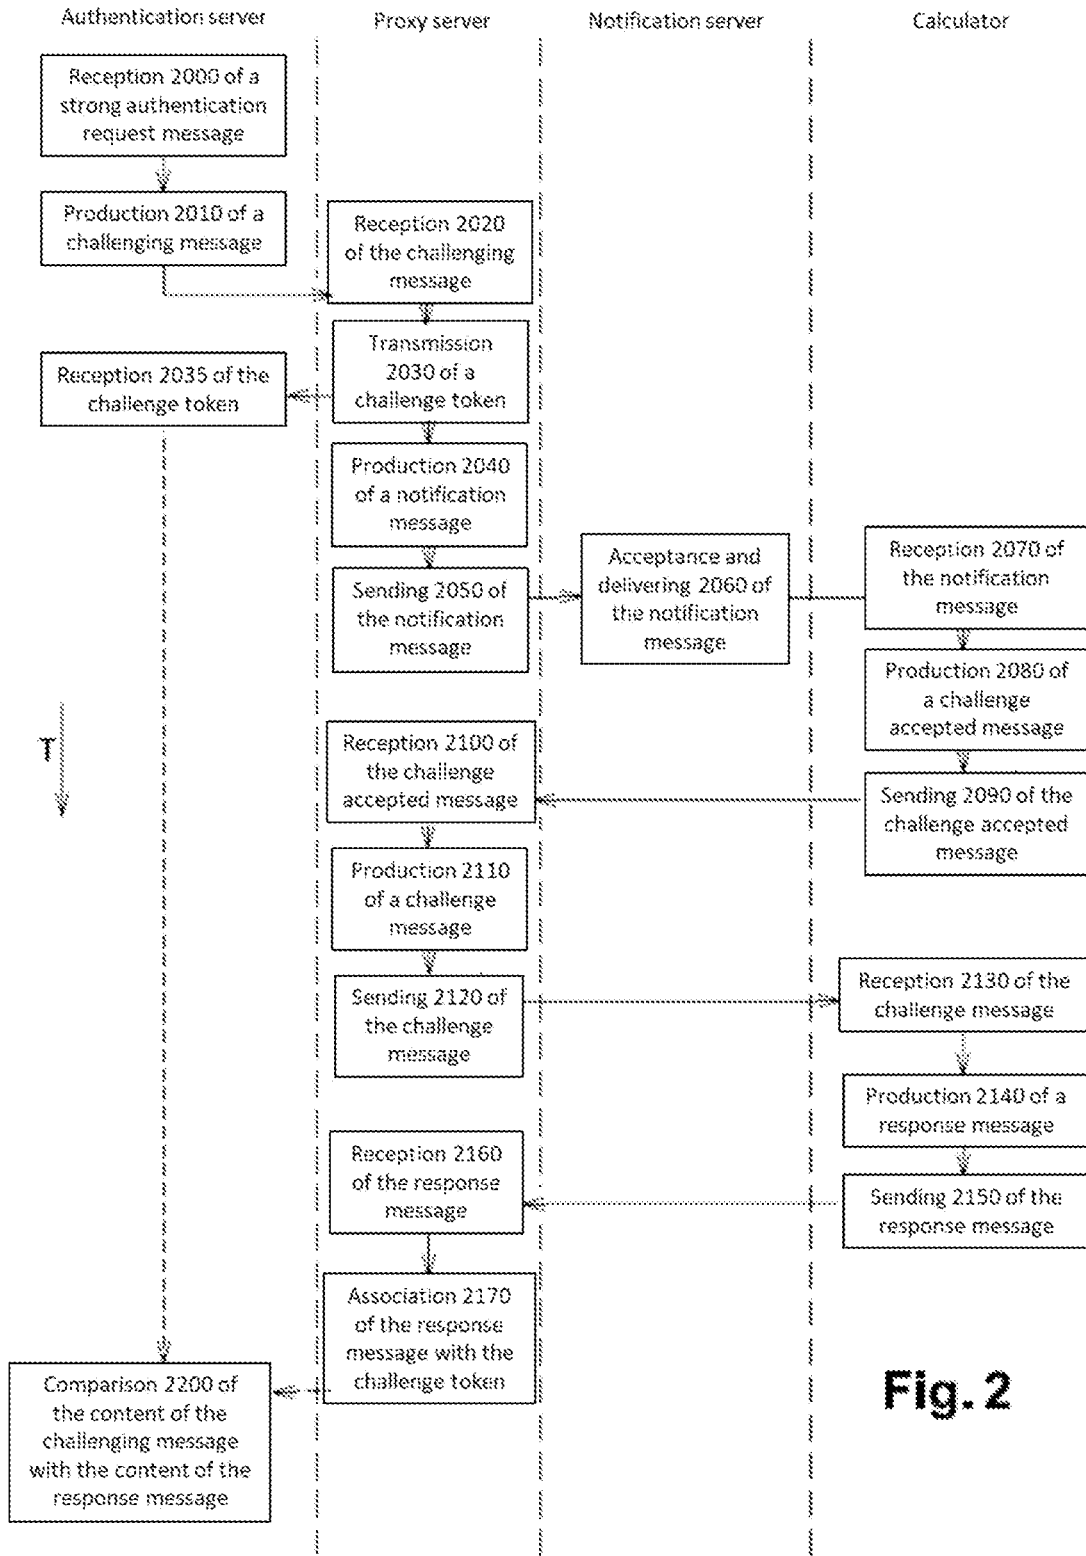 Authentication server
Proxy server
Notification server
Calculator
Reception 2000 of a
strong authentication
request message
Production 2010 of a
challenging message
Reception 2020
of the challenging
message
Transmission
2030 of a
challenge token
Reception 2035 of the
challenge token
Production 2040
of a notification
message
Sending 2050 of
the notification
message
Acceptance and
delivering 2060 of
the notification
message
Reception 2070 of
the notification
message
Production 2080 of
a challenge
accepted message
Sending 2090 of the
challenge accepted
message
T
Reception 2100 of
the challenge
accepted message
Production 2110
of a challenge
message
Sending 2120 of
the challenge
message
Reception 2130 of the
challenge message
Production 2140 of a
response message
Sending 2150 of the
response message
Reception 2160
of the response
message
Association 2170
of the response
message with the
challenge token
Comparison 2200 of
the content of the
challenging message
with the content of the
response message
Fig. 2